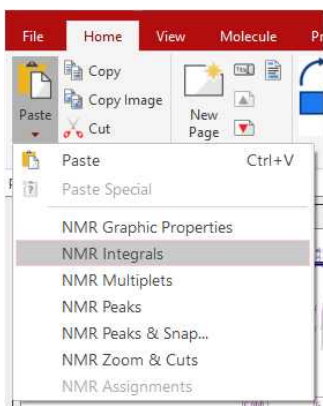 File Home View Molecule Pr
Copy
Copy Image
Cut
Paste
New
Page
Paste Ctrl+V
Paste Special
NMR Graphic Properties
NMR Integrals
NMR Multiplets
NMR Peaks
NMR Peaks & Snap...
NMR Zoom & Cuts
NMR Assignments